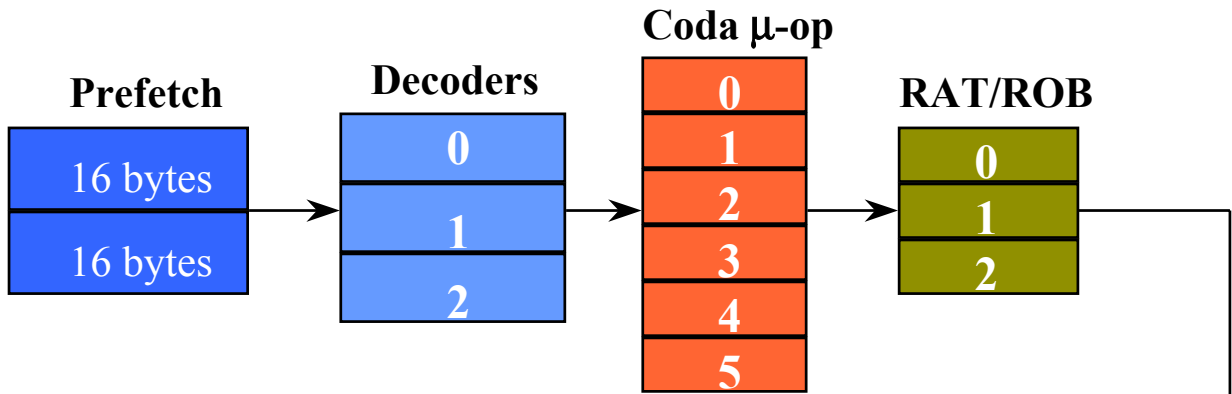 Prefetch
16 bytes
16 bytes
Decoders
0
1
2
Coda μ-op
0
1
2
3
4
5
RAT/ROB
0
1
2